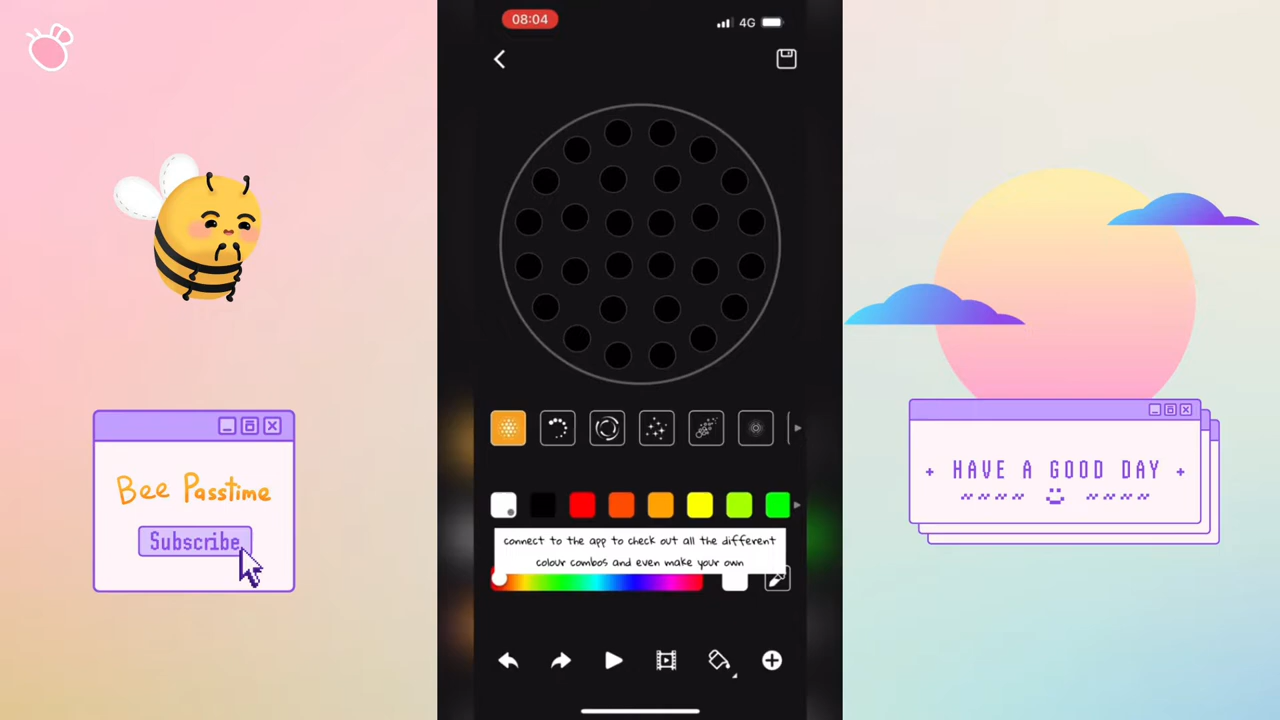 08:04
4G
connect to the app to check out all the different
colour combos and even make your own
Bee Passtime
Subscribe
+ HAVE A GOOD DAY +